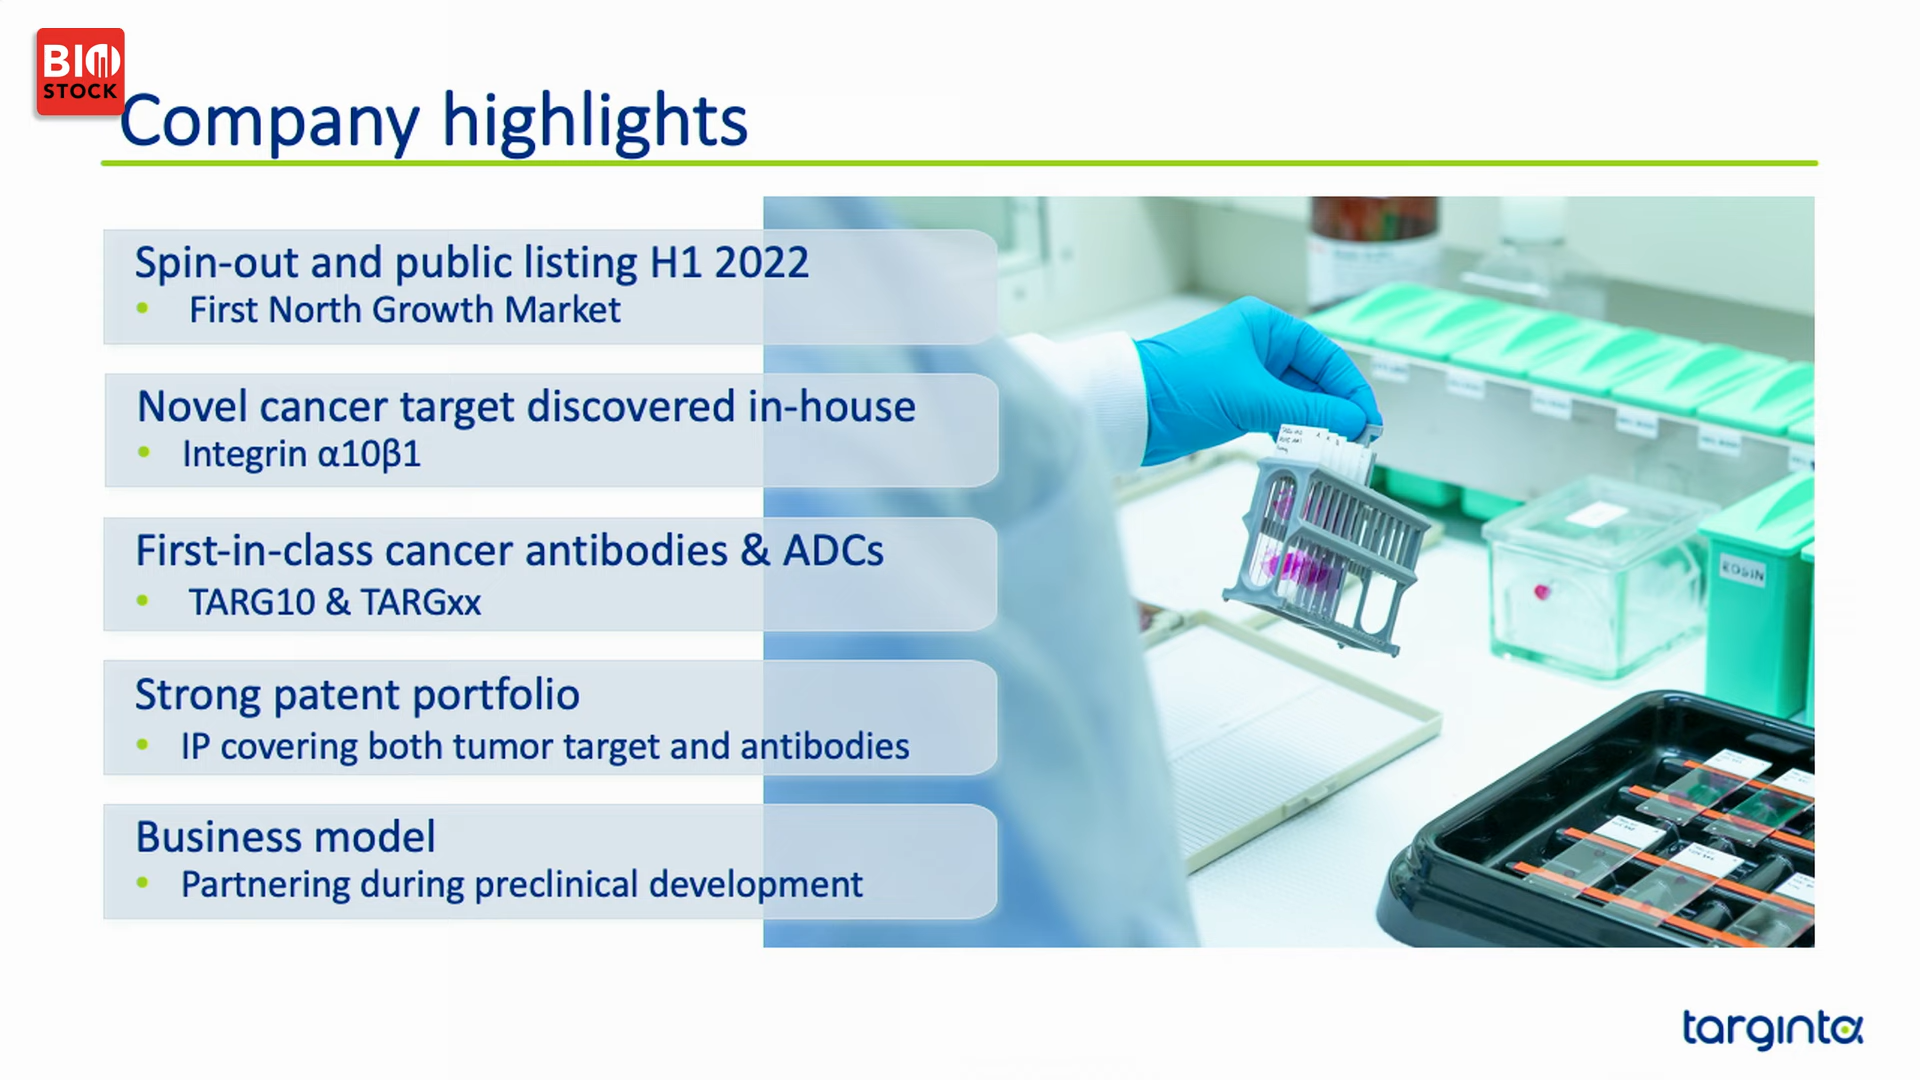 BIO
STOCK
Company highlights
Spin-out and public listing H1 2022
• First North Growth Market
Novel cancer target discovered in-house
• Integrin α10β1
First-in-class cancer antibodies & ADCs
• TARG10 & TARGxx
Strong patent portfolio
• IP covering both tumor target and antibodies
Business model
• Partnering during preclinical development
EOSIN
targinta